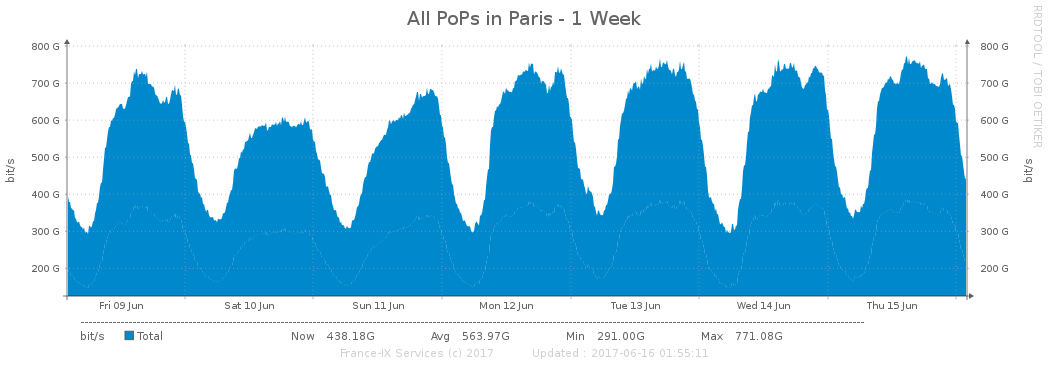 All PoPs in Paris - 1 Week
RRDTOOL / TOBI OETIKER
bit/s
800 G
700 G
600 G
500 G
400 G
300 G
200 G
800 G
700 G
600 G
500 G
400 G
300 G
200 G
bit/s
Fri 09 Jun Sat 10 Jun Sun 11 Jun Mon 12 Jun Tue 13 Jun Wed 14 Jun Thu 15 Jun
bit/s Total Now 438.18G Avg 563.97G Min 291.00G Max 771.08G
France-IX Services (c) 2017 Updated : 2017-06-16 01:55:11